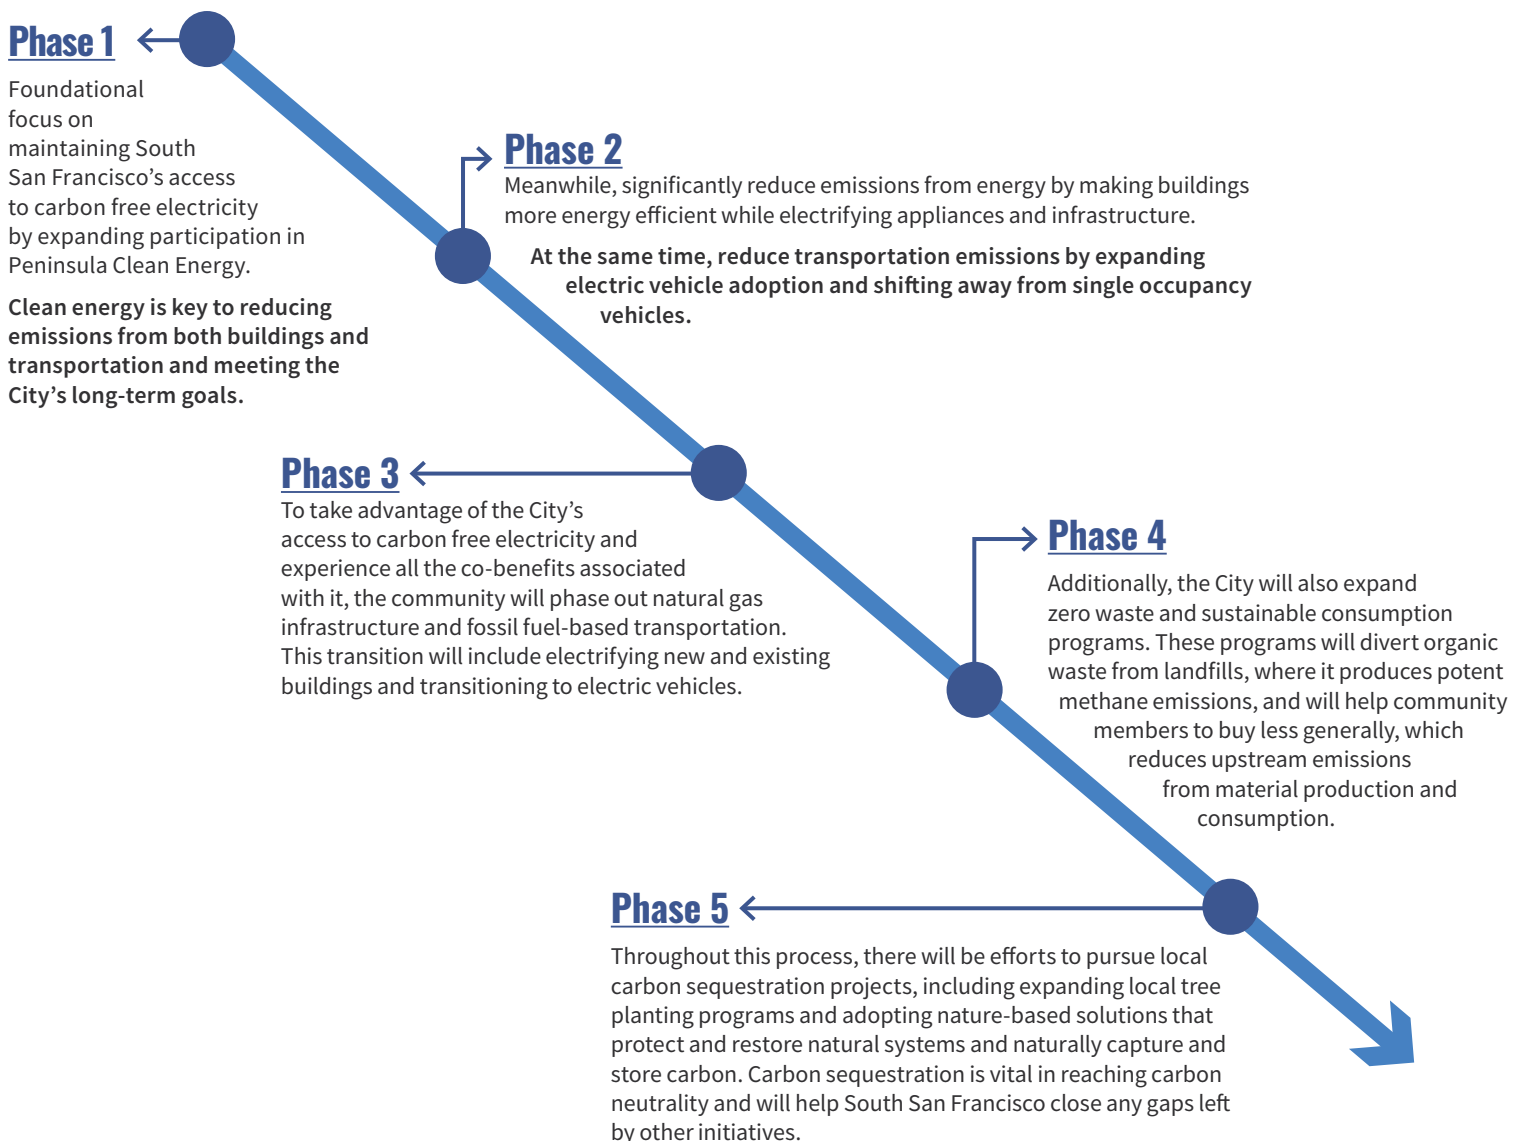 Phase 1
Foundational
focus on
maintaining South
San Francisco’s access
to carbon free electricity
by expanding participation in
Peninsula Clean Energy.
Clean energy is key to reducing
emissions from both buildings and
transportation and meeting the
City’s long-term goals.
Phase 2
Meanwhile, significantly reduce emissions from energy by making buildings
more energy efficient while electrifying appliances and infrastructure.
At the same time, reduce transportation emissions by expanding
electric vehicle adoption and shifting away from single occupancy
vehicles.
Phase 3
To take advantage of the City’s
access to carbon free electricity and
experience all the co-benefits associated
with it, the community will phase out natural gas
infrastructure and fossil fuel-based transportation.
This transition will include electrifying new and existing
buildings and transitioning to electric vehicles.
Phase 4
Additionally, the City will also expand
zero waste and sustainable consumption
programs. These programs will divert organic
waste from landfills, where it produces potent
methane emissions, and will help community
members to buy less generally, which
reduces upstream emissions
from material production and
consumption.
Phase 5
Throughout this process, there will be efforts to pursue local
carbon sequestration projects, including expanding local tree
planting programs and adopting nature-based solutions that
protect and restore natural systems and naturally capture and
store carbon. Carbon sequestration is vital in reaching carbon
neutrality and will help South San Francisco close any gaps left
by other initiatives.